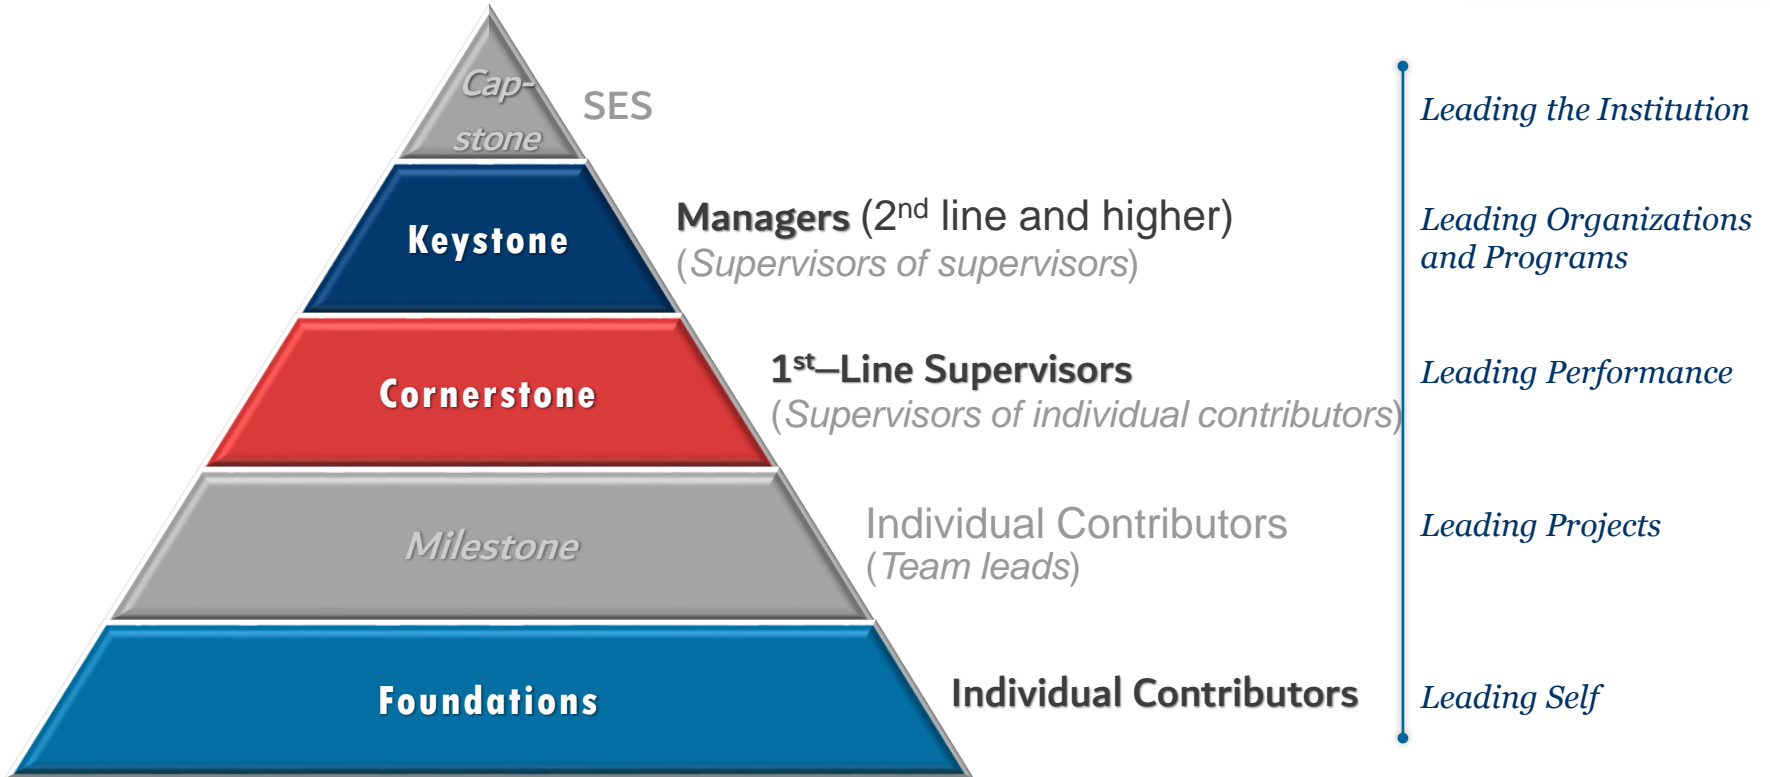 Cap-
stone
SES
Leading the Institution
Keystone
Managers (2nd line and higher)
(Supervisors of supervisors)
Leading Organizations
and Programs
Cornerstone
1st–Line Supervisors
(Supervisors of individual contributors)
Leading Performance
Milestone
Individual Contributors
(Team leads)
Leading Projects
Foundations
Individual Contributors
Leading Self